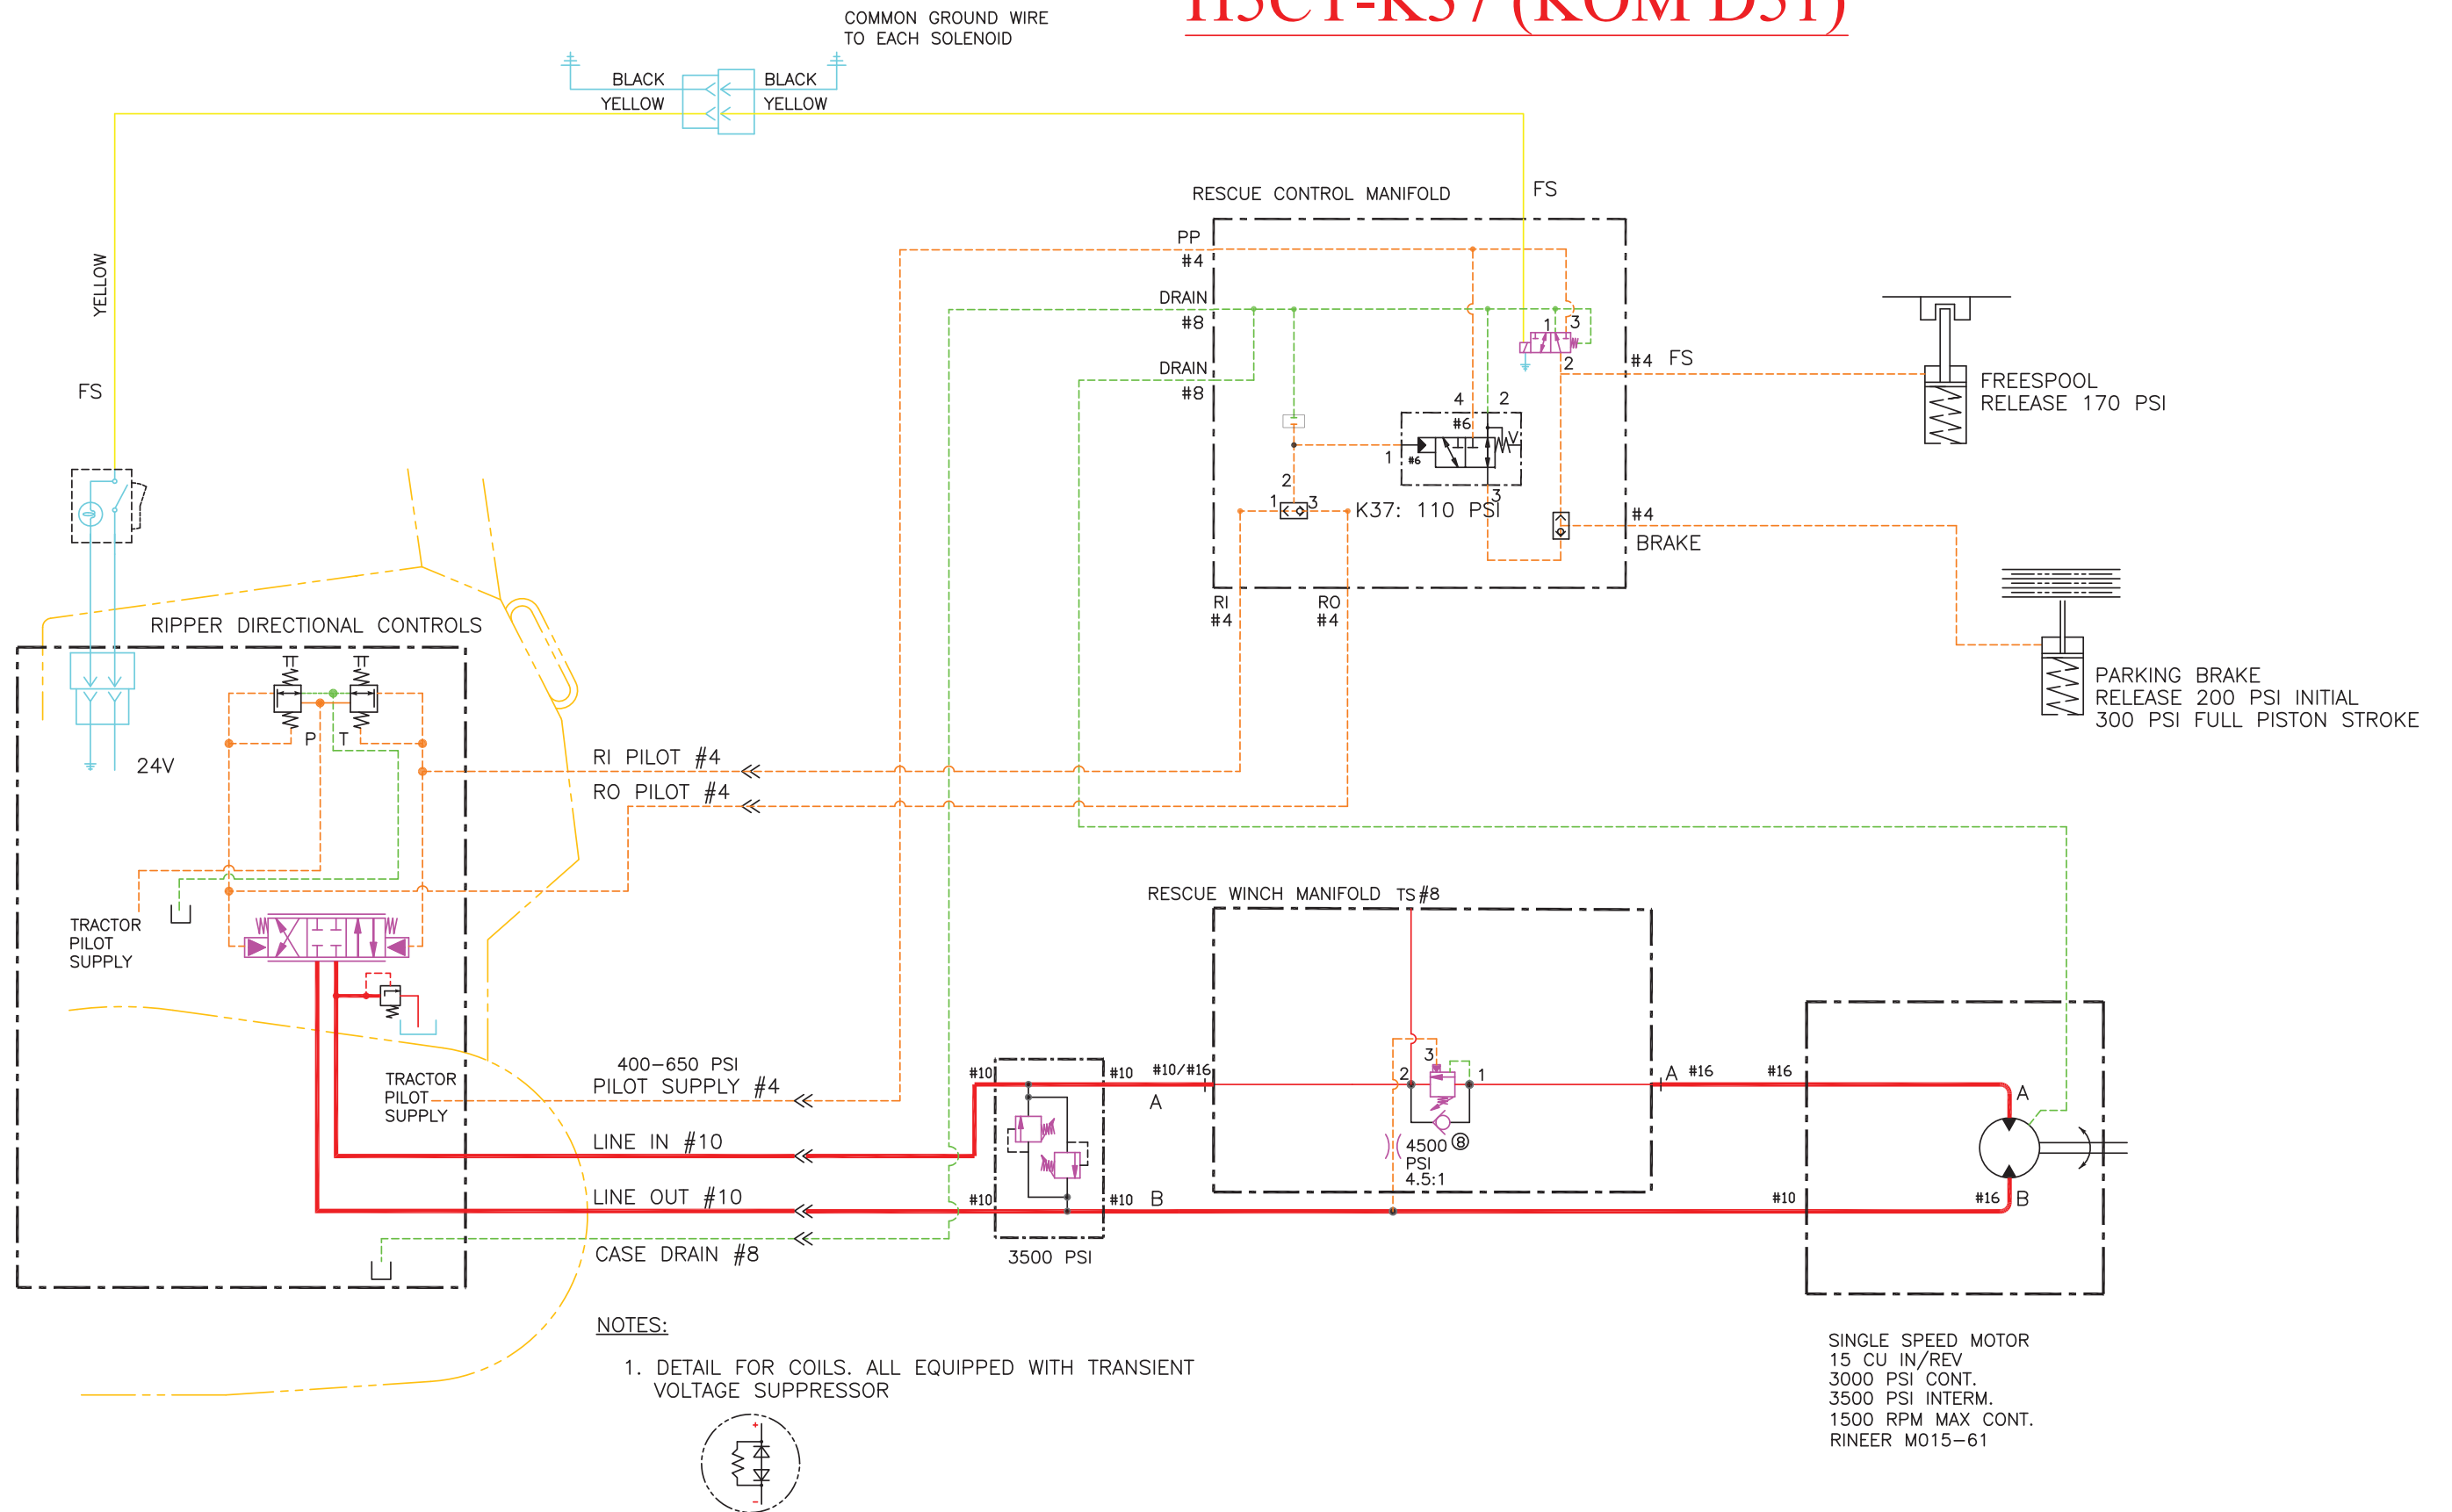 H5CT-K37 (KOM D51)
COMMON GROUND WIRE
TO EACH SOLENOID
BLACK
BLACK
YELLOW
YELLOW
YELLOW
FS
FS
RESCUE CONTROL MANIFOLD
PP
#4
DRAIN
#8
DRAIN
#8
1
3
2
#4 FS
FREESPOOL
RELEASE 170 PSI
4
2
#6
1
#6
3
2
1
3
K37: 110 PSI
#4
BRAKE
RI
#4
RO
#4
PARKING BRAKE
RELEASE 200 PSI INITIAL
300 PSI FULL PISTON STROKE
RIPPER DIRECTIONAL CONTROLS
P
T
24V
RI PILOT #4
RO PILOT #4
TRACTOR
PILOT
SUPPLY
RESCUE WINCH MANIFOLD
TS #8
400-650 PSI
PILOT SUPPLY #4
TRACTOR
PILOT
SUPPLY
LINE IN #10
LINE OUT #10
CASE DRAIN #8
#10
#10
#10/#16
A
#10
#10
B
3500 PSI
3
2
1
4500 ⑧
PSI
4.5:1
A
#16
#16
A
#10
#16
B
NOTES:
1. DETAIL FOR COILS. ALL EQUIPPED WITH TRANSIENT
VOLTAGE SUPPRESSOR
+
-
SINGLE SPEED MOTOR
15 CU IN/REV
3000 PSI CONT.
3500 PSI INTERM.
1500 RPM MAX CONT.
RINEER M015-61